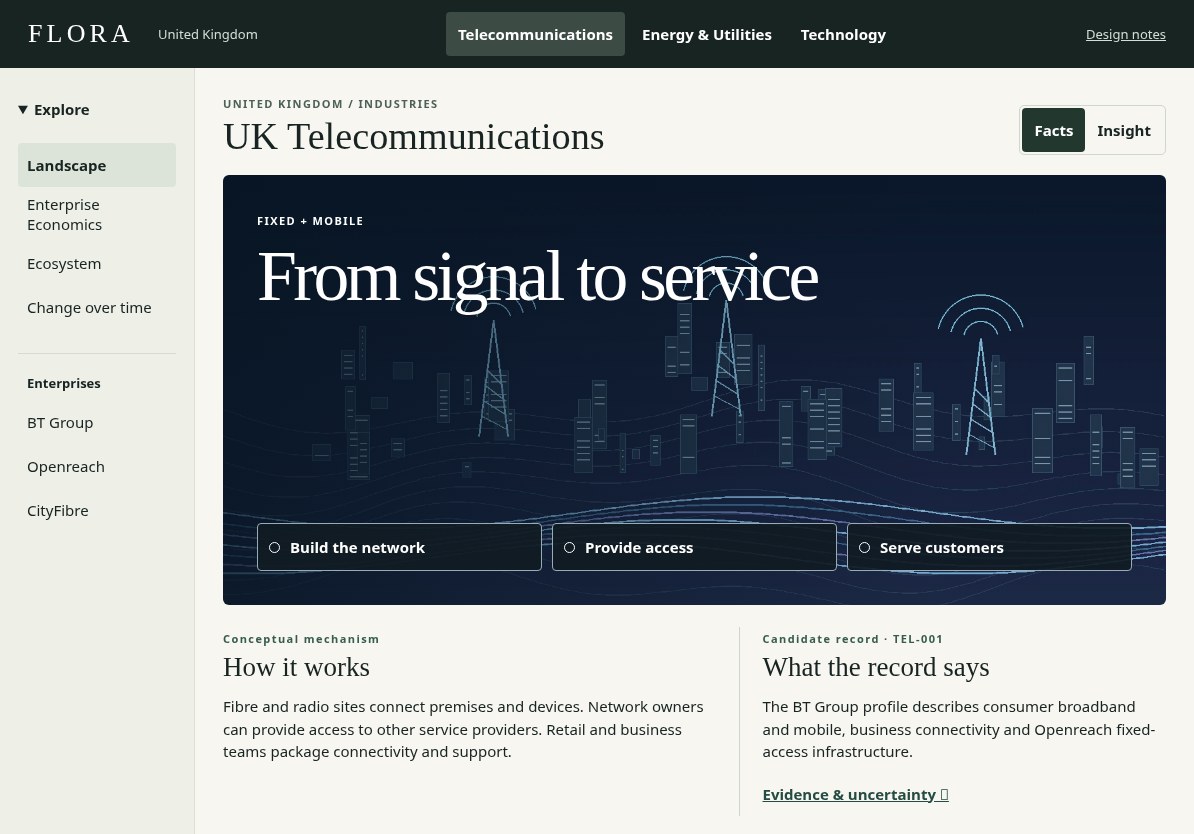 FLORA
United Kingdom
Telecommunications
Energy & Utilities
Technology
Design notes
▼ Explore
Landscape
Enterprise
Economics
Ecosystem
Change over time
Enterprises
BT Group
Openreach
CityFibre
UNITED KINGDOM / INDUSTRIES
UK Telecommunications
Facts
Insight
FIXED + MOBILE
From signal to service
Build the network
Provide access
Serve customers
Conceptual mechanism
How it works
Fibre and radio sites connect premises and devices. Network owners
can provide access to other service providers. Retail and business
teams package connectivity and support.
Candidate record · TEL-001
What the record says
The BT Group profile describes consumer broadband
and mobile, business connectivity and Openreach fixed-
access infrastructure.
Evidence & uncertainty